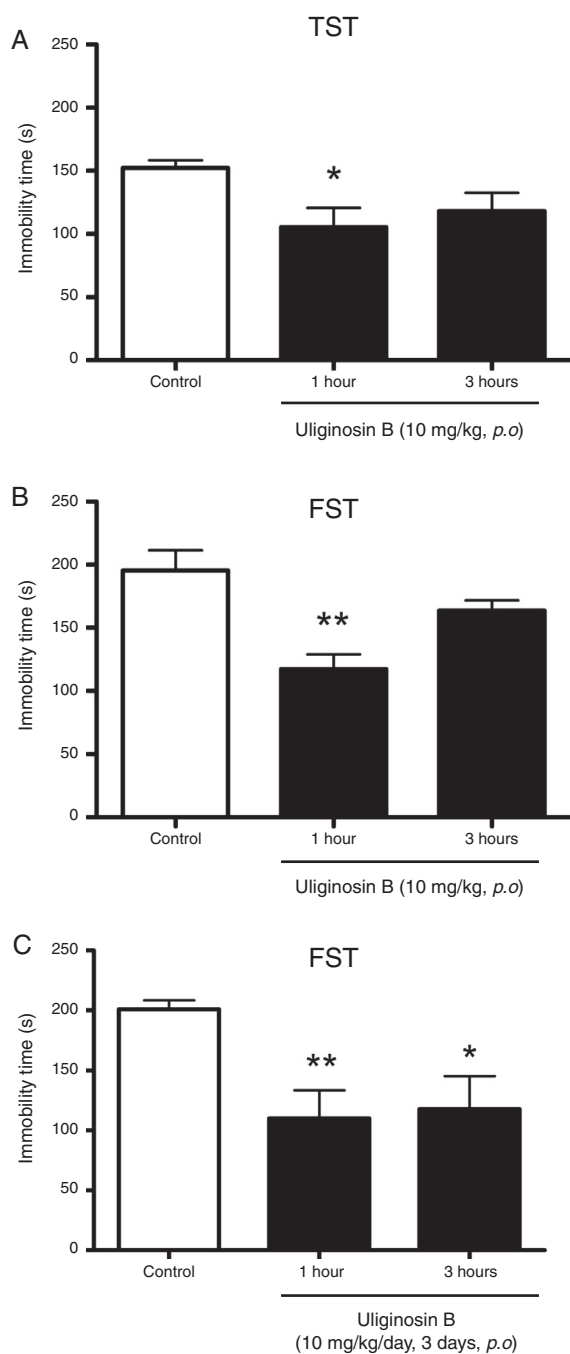 A
TST
250
200
150
100
50
0
Immobility time (s)
*
Control
1 hour
3 hours
Uliginosin B (10 mg/kg, p.o)
B
FST
250
200
150
100
50
0
Immobility time (s)
**
Control
1 hour
3 hours
Uliginosin B (10 mg/kg, p.o)
C
FST
250
200
150
100
50
0
Immobility time (s)
**
*
Control
1 hour
3 hours
Uliginosin B
(10 mg/kg/day, 3 days, p.o)